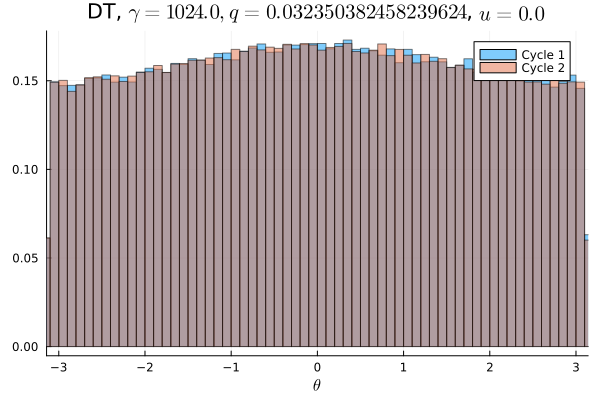 DT, γ = 1024.0, q = 0.032350382458239624, u = 0.0
Cycle 1
Cycle 2
0.15
0.10
0.05
0.00
−3 −2 −1 0 1 2 3
θ